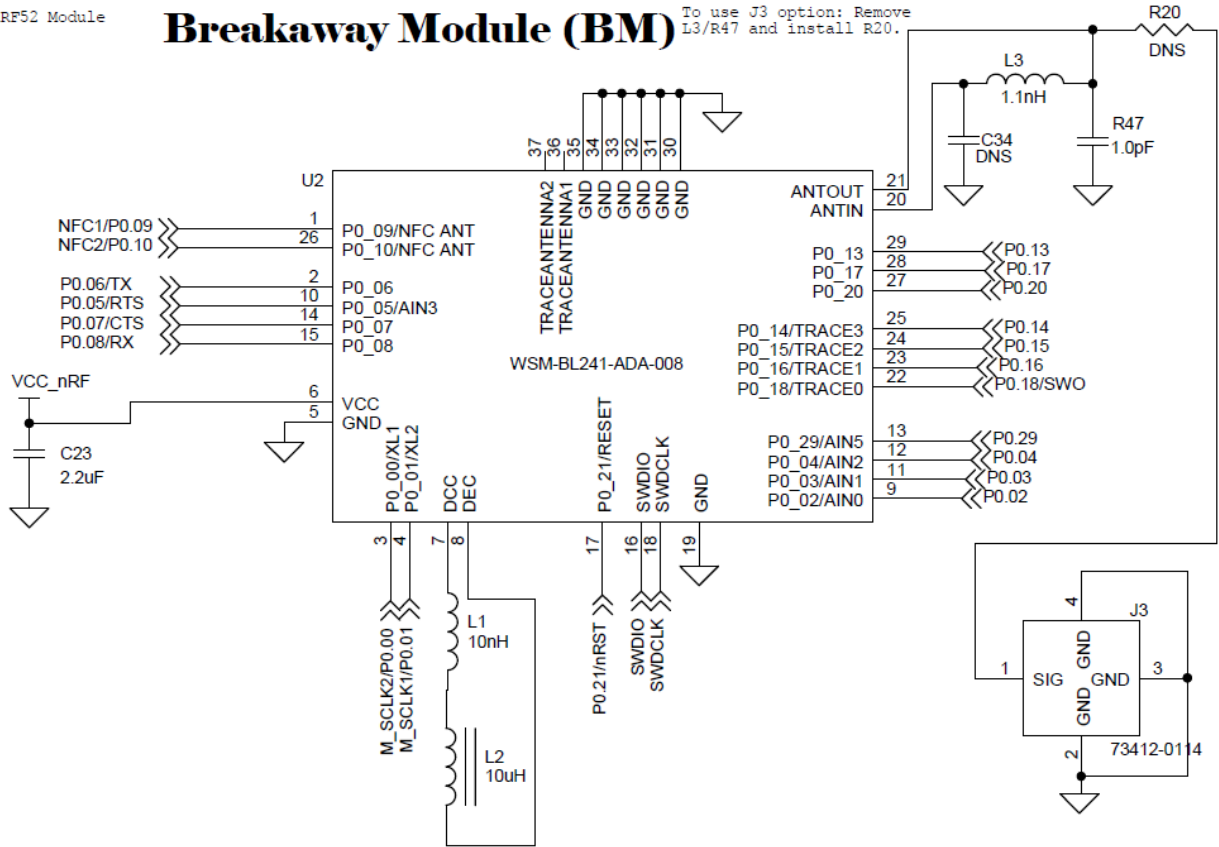 RF52 Module
Breakaway Module (BM)
To use J3 option: Remove
L3/R47 and install R20.
R20
DNS
L3
1.1nH
C34
DNS
R47
1.0pF
37
36
35
34
33
32
31
30
U2
TRACEANTENNA2
TRACEANTENNA1
GND
GND
GND
GND
GND
GND
ANTOUT
21
ANTIN
20
NFC1/P0.09
1
P0_09/NFC ANT
NFC2/P0.10
26
P0_10/NFC ANT
P0_13
29
P0.13
P0_17
28
P0.17
P0_20
27
P0.20
P0.06/TX
2
P0_06
P0.05/RTS
10
P0_05/AIN3
P0.07/CTS
14
P0_07
P0.08/RX
15
P0_08
P0_14/TRACE3
25
P0.14
P0_15/TRACE2
24
P0.15
P0_16/TRACE1
23
P0.16
P0_18/TRACE0
22
P0.18/SWO
WSM-BL241-ADA-008
VCC_nRF
6
VCC
5
GND
C23
2.2uF
P0_29/AIN5
13
P0.29
P0_04/AIN2
12
P0.04
P0_03/AIN1
11
P0.03
P0_02/AIN0
9
P0.02
P0_00/XL1
P0_01/XL2
DCC
DEC
P0_21/RESET
SWDIO
SWDCLK
GND
3
4
7
8
17
16
18
19
M_SCLK2/P0.00
M_SCLK1/P0.01
L1
10nH
P0.21/nRST
SWDIO
SWDCLK
L2
10uH
4
J3
GND
1
SIG
GND
3
GND
2
73412-0114